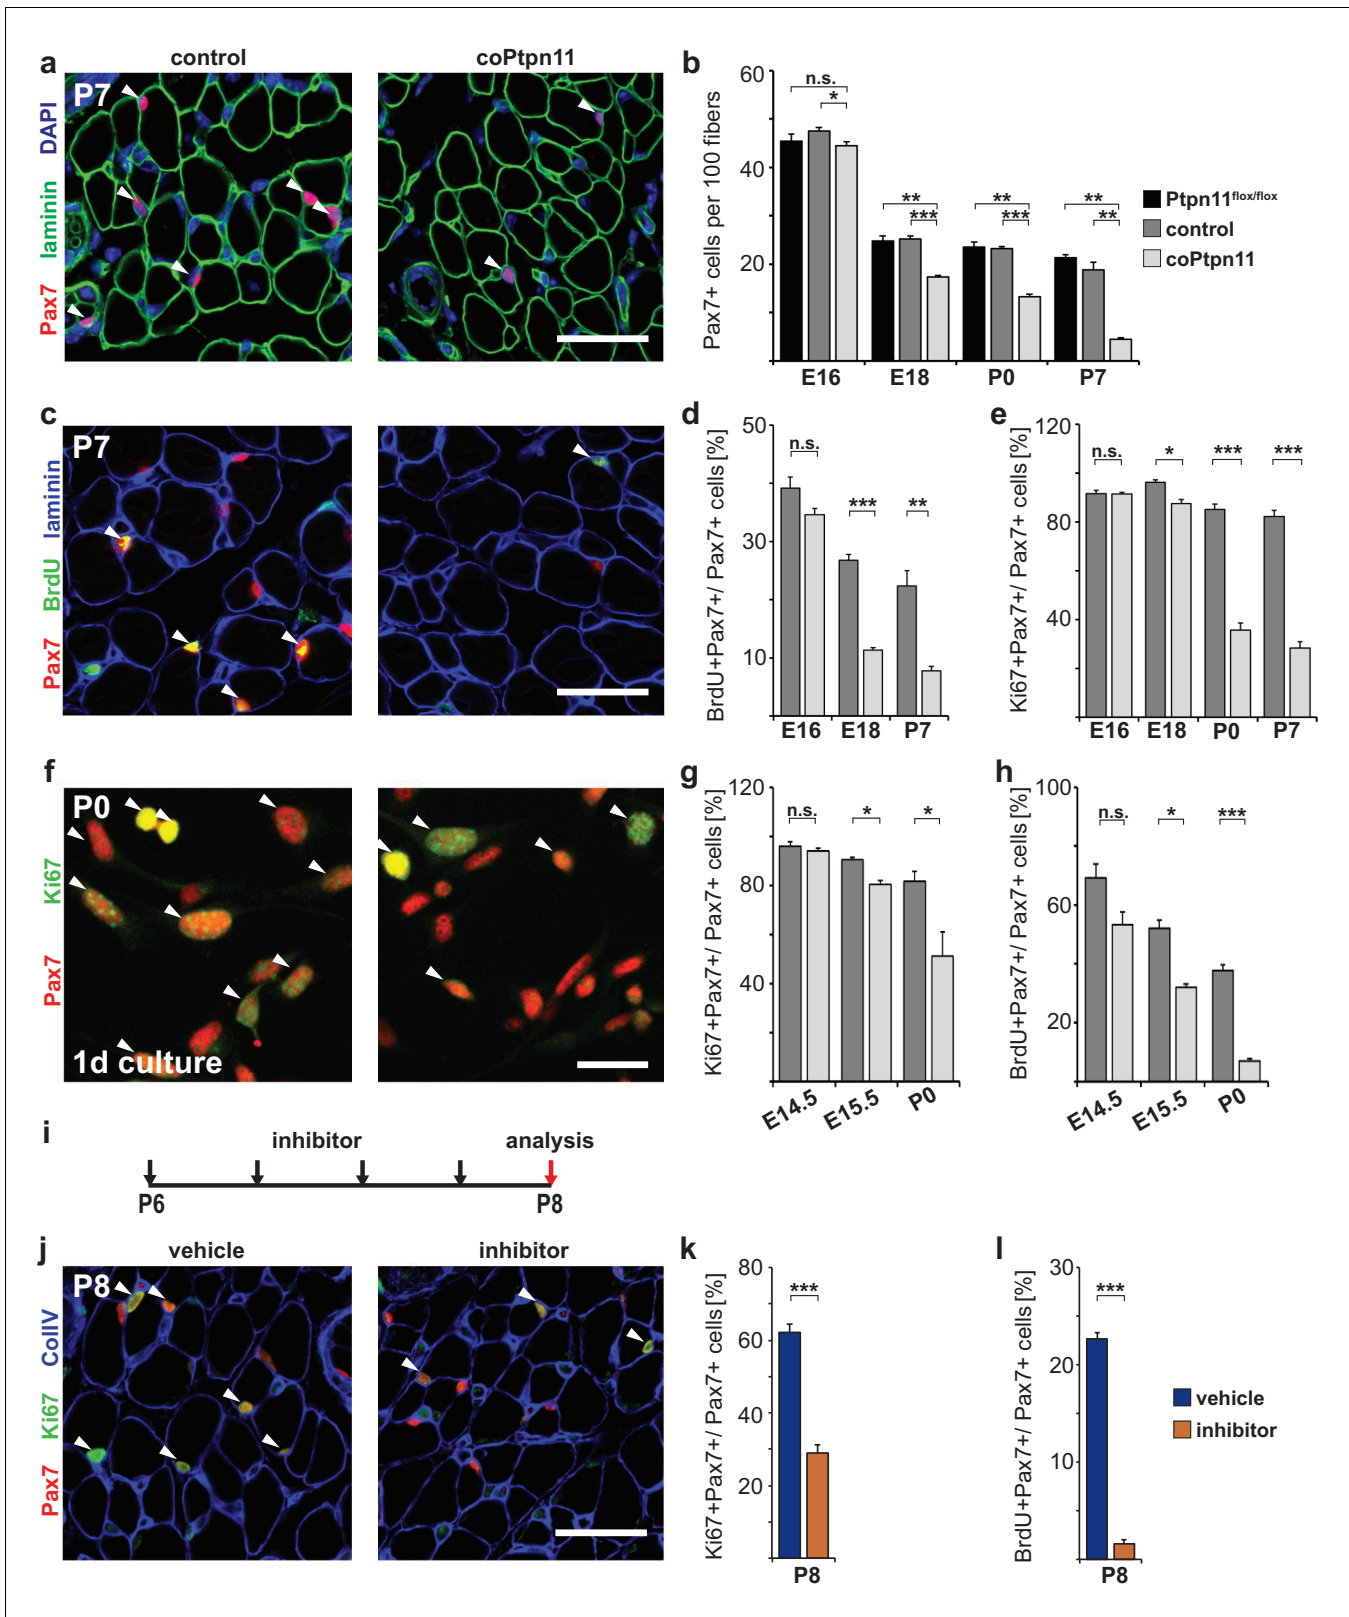 a
control
coPtpn11
P7
Pax7 laminin DAPI
b
Pax7+ cells per 100 fibers
60
40
20
n.s.
*
**
***
**
***
**
**
E16 E18 P0 P7
Ptpn11flox/flox
control
coPtpn11
c
P7
Pax7 BrdU laminin
d
BrdU+Pax7+/ Pax7+ cells [%]
50
30
10
n.s.
***
**
E16 E18 P7
e
Ki67+Pax7+/ Pax7+ cells [%]
120
80
40
n.s.
*
***
***
E16 E18 P0 P7
f
P0
1d culture
Pax7 Ki67
g
Ki67+Pax7+/ Pax7+ cells [%]
120
80
40
n.s.
*
*
E14.5 E15.5 P0
h
BrdU+Pax7+/ Pax7+ cells [%]
100
60
20
n.s.
*
***
E14.5 E15.5 P0
i
inhibitor analysis
P6 P8
j
vehicle
inhibitor
P8
Pax7 Ki67 ColIV
k
Ki67+Pax7+/ Pax7+ cells [%]
80
60
40
20
***
P8
l
BrdU+Pax7+/ Pax7+ cells [%]
30
20
10
***
P8
vehicle
inhibitor